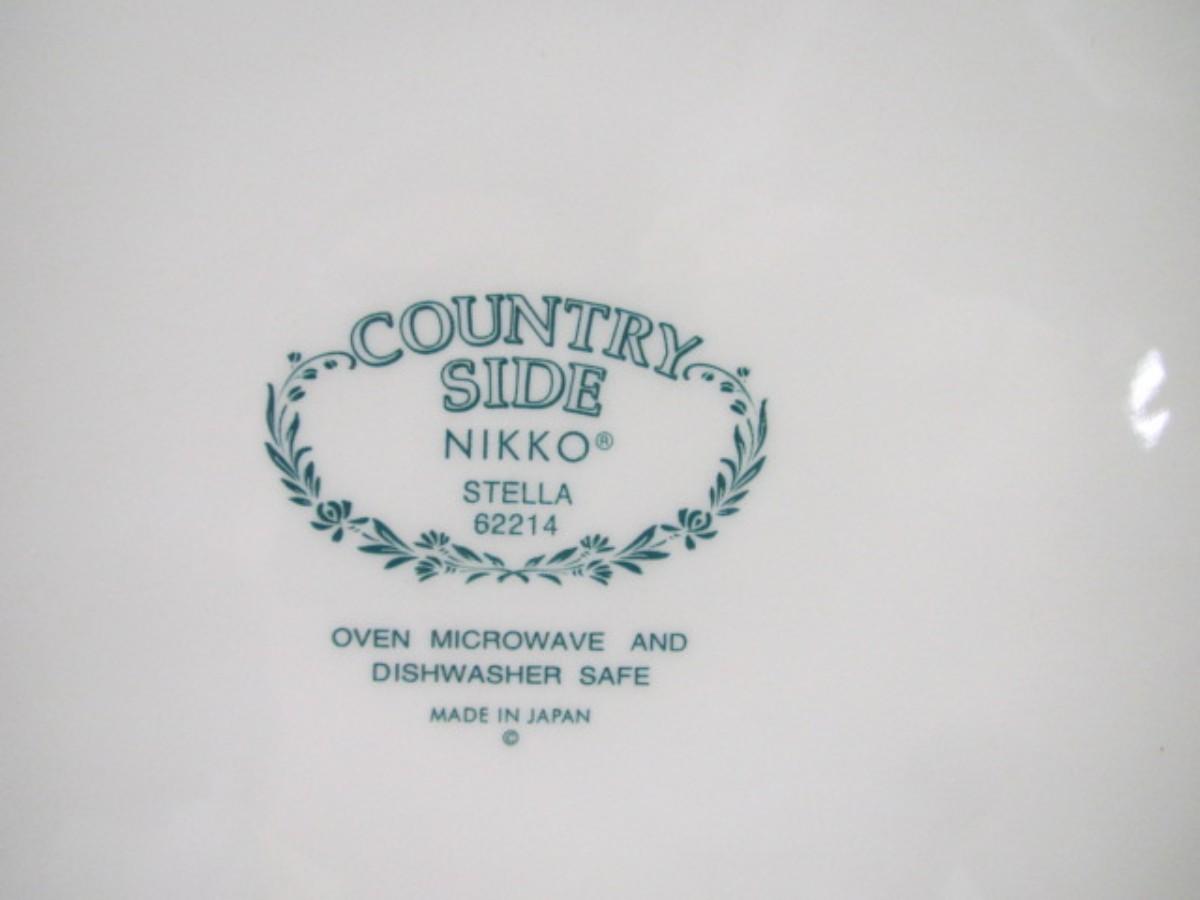 COUNTRY
SIDE
NIKKO®
STELLA
62214
OVEN MICROWAVE AND
DISHWASHER SAFE
MADE IN JAPAN
©